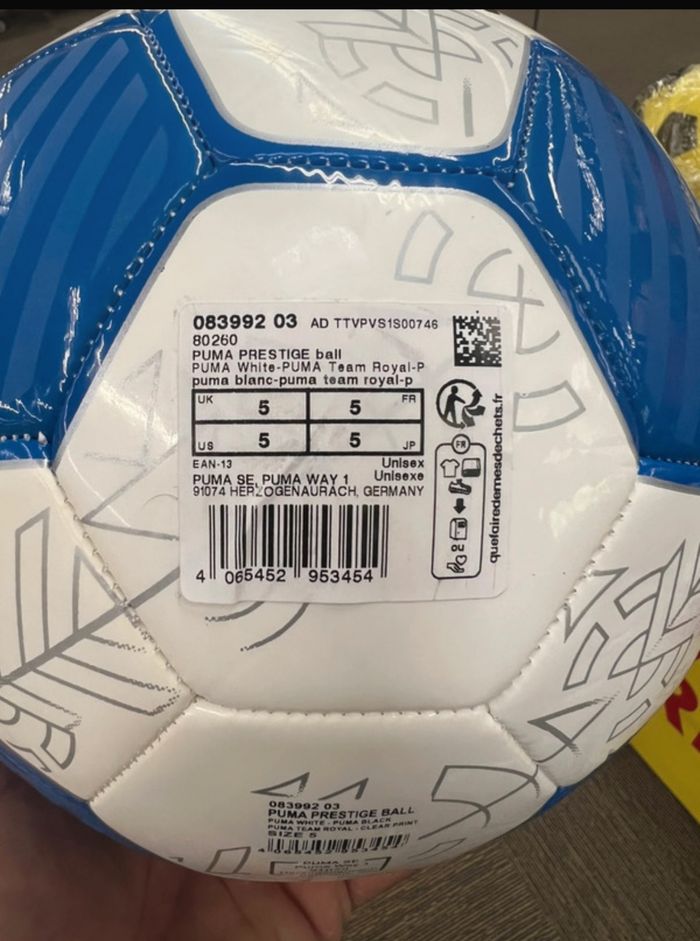 083992 03 AD TTVPVS1S00746
80260
PUMA PRESTIGE ball
PUMA White-PUMA Team Royal-P
puma blanc-puma team royal-p
UK 5 5 FR
US 5 5 JP
EAN-13 Unisex
PUMA SE, PUMA WAY 1 Unisexe
91074 HERZOGENAURACH, GERMANY
4 065452 953454
FR
OU
quefairedemesdechets.fr
083992 03
PUMA PRESTIGE BALL
PUMA WHITE - PUMA BLACK
PUMA TEAM ROYAL - CLEAR PRINT
SIZE 5
PUMA SE